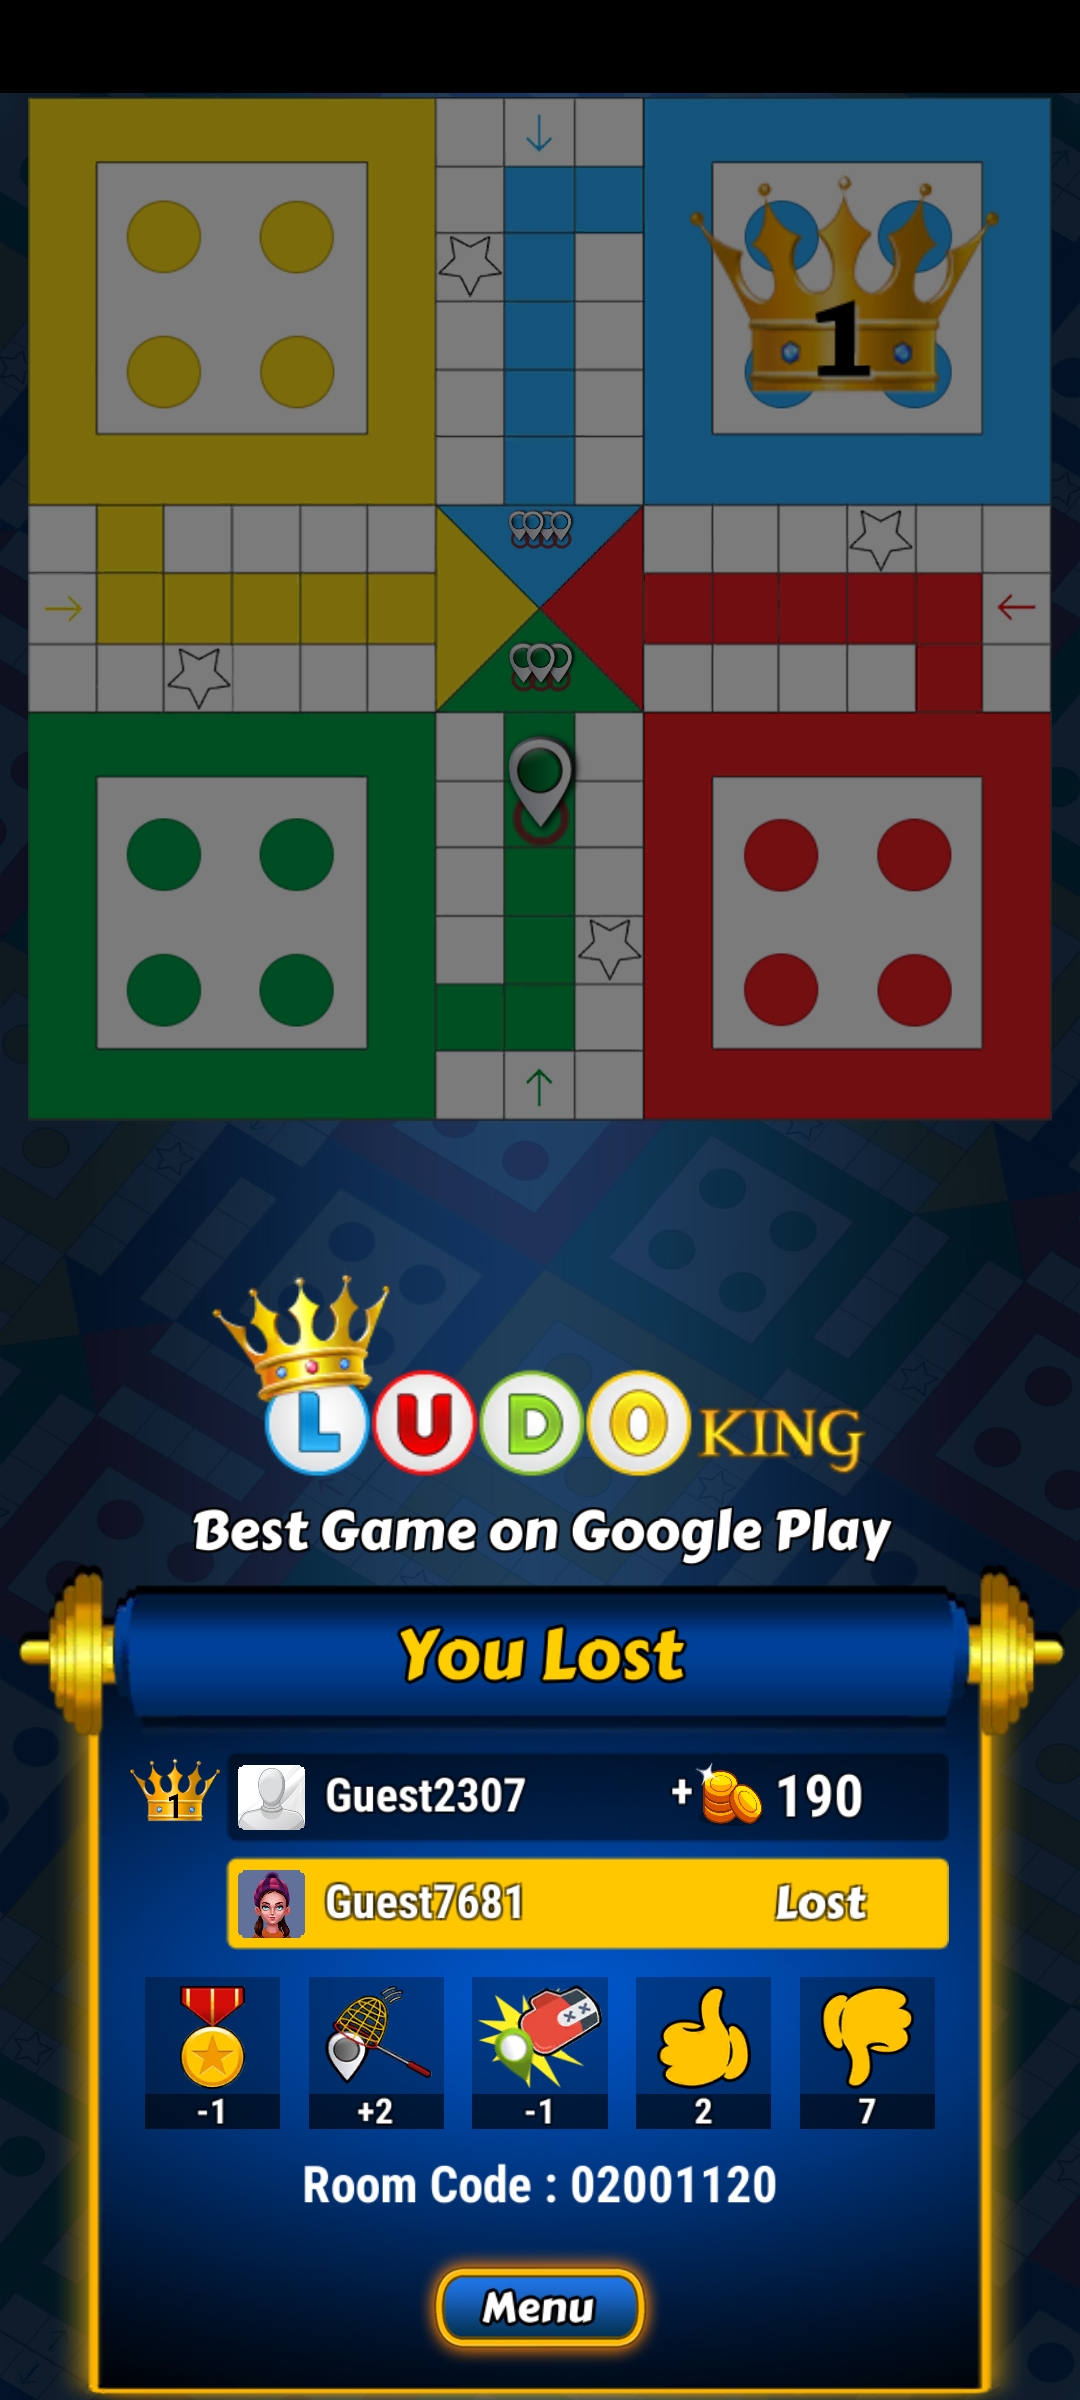 1
LUDO KING
Best Game on Google Play
You Lost
1 Guest2307 + 190
Guest7681 Lost
-1 +2 -1 2 7
Room Code : 02001120
Menu